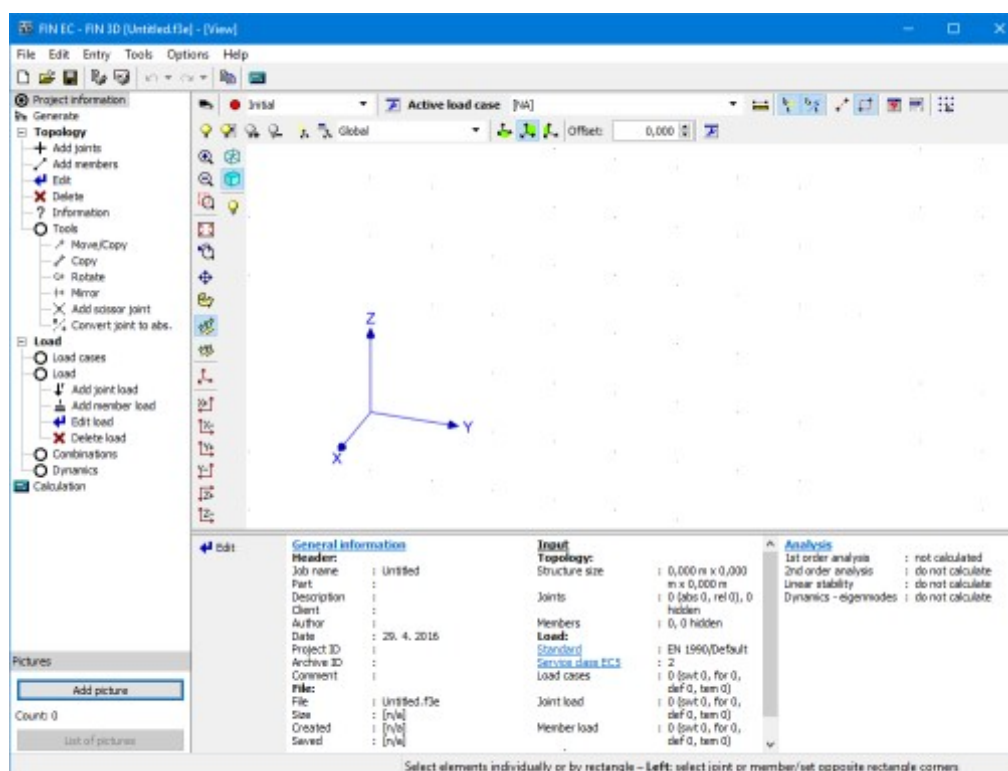 FIN EC - FIN 3D [Untitled.f3e] - [View]
File Edit Entry Tools Options Help
Project information
Generate
Topology
Add joints
Add members
Edit
Delete
Information
Tools
Move/Copy
Copy
Rotate
Mirror
Add scissor joint
Convert joint to abs.
Load
Load cases
Load
Add joint load
Add member load
Edit load
Delete load
Combinations
Dynamics
Calculation
Initial
Active load case [NA]
Global
Offset: 0,000
Z
Y
X
Edit
General information
Header:
Job name : Untitled
Part :
Description :
Client :
Author :
Date : 29. 4. 2016
Project ID :
Archive ID :
Comment :
File:
File : Untitled.f3e
Size : [n/a]
Created : [n/a]
Saved : [n/a]
Input
Topology:
Structure size : 0,000 m x 0,000
m x 0,000 m
Joints : 0 (abs 0, rel 0), 0
hidden
Members : 0, 0 hidden
Load:
Standard : EN 1990/Default
Service class EC5 : 2
Load cases : 0 (swt 0, for 0,
def 0, tem 0)
Joint load : 0 (swt 0, for 0,
def 0, tem 0)
Member load : 0 (swt 0, for 0,
def 0, tem 0)
Analysis
1st order analysis : not calculated
2nd order analysis : do not calculate
Linear stability : do not calculate
Dynamics - eigenmodes : do not calculate
Pictures
Add picture
Count: 0
List of pictures
Select elements individually or by rectangle – Left: select joint or member/set opposite rectangle corners